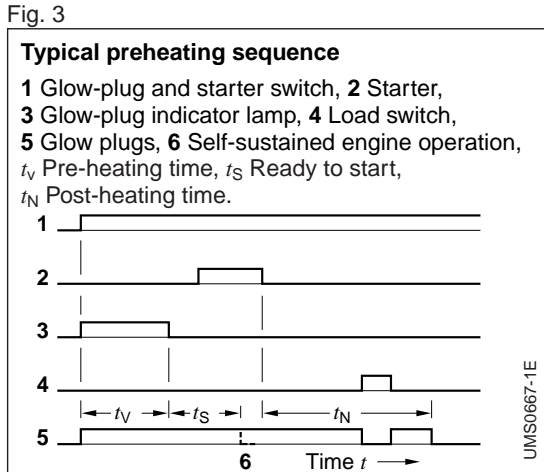 Fig. 3
Typical preheating sequence
1 Glow-plug and starter switch, 2 Starter,
3 Glow-plug indicator lamp, 4 Load switch,
5 Glow plugs, 6 Self-sustained engine operation,
tV Pre-heating time, tS Ready to start,
tN Post-heating time.
1
2
3
4
tV tS tN
5
6 Time t
UMS0667-1E